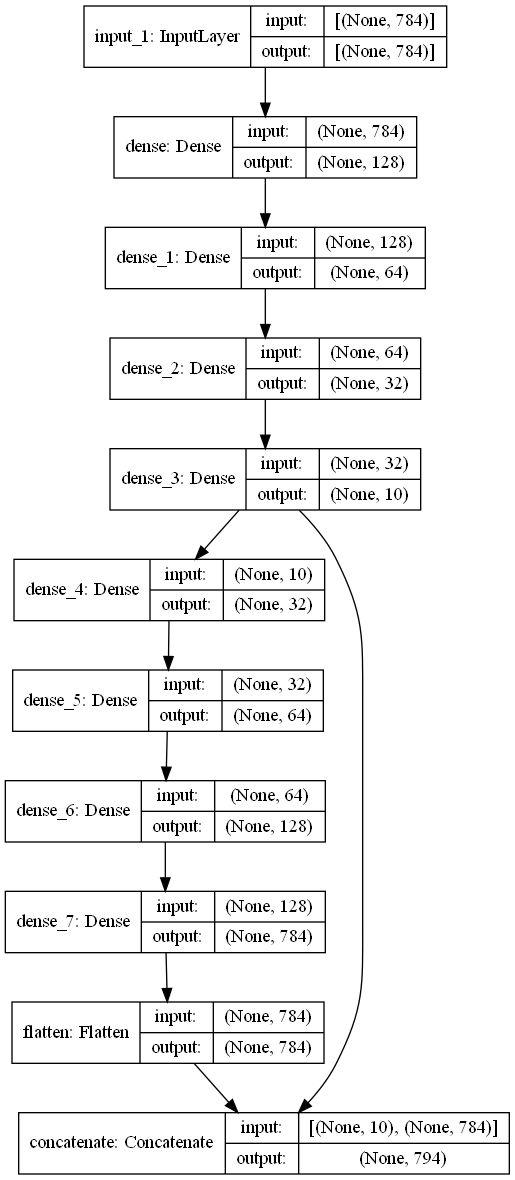 input_1: InputLayer
input: [(None, 784)]
output: [(None, 784)]
dense: Dense
input: (None, 784)
output: (None, 128)
dense_1: Dense
input: (None, 128)
output: (None, 64)
dense_2: Dense
input: (None, 64)
output: (None, 32)
dense_3: Dense
input: (None, 32)
output: (None, 10)
dense_4: Dense
input: (None, 10)
output: (None, 32)
dense_5: Dense
input: (None, 32)
output: (None, 64)
dense_6: Dense
input: (None, 64)
output: (None, 128)
dense_7: Dense
input: (None, 128)
output: (None, 784)
flatten: Flatten
input: (None, 784)
output: (None, 784)
concatenate: Concatenate
input: [(None, 10), (None, 784)]
output: (None, 794)